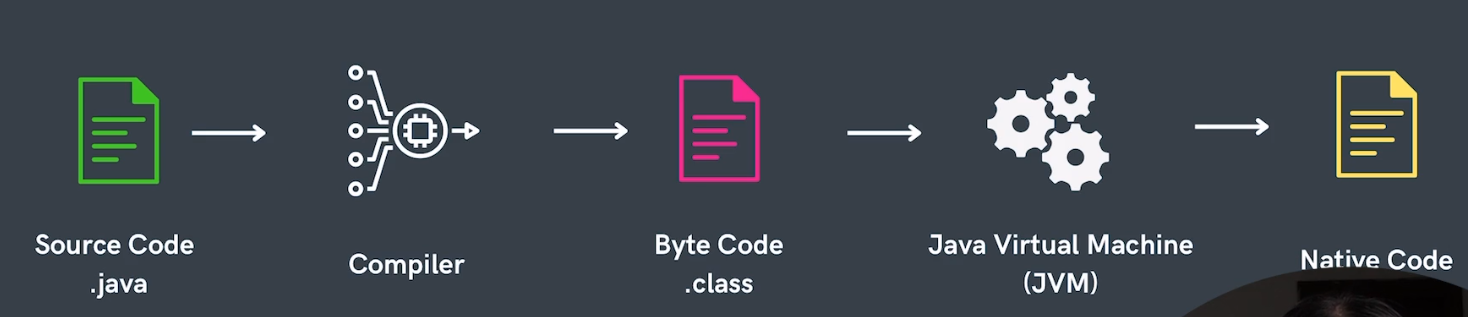 Source Code
.java
Compiler
Byte Code
.class
Java Virtual Machine
(JVM)
Native Code